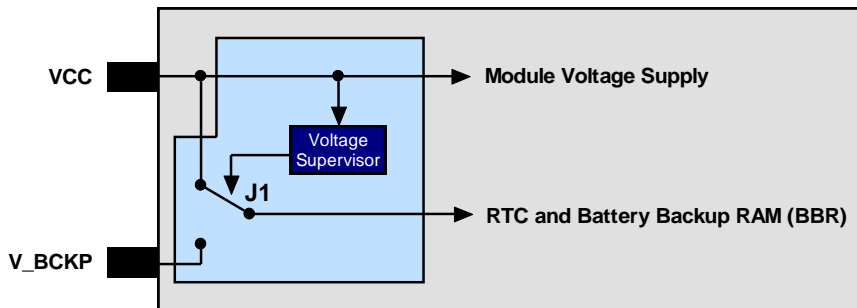 VCC
Module Voltage Supply
Voltage
Supervisor
J1
RTC and Battery Backup RAM (BBR)
V_BCKP